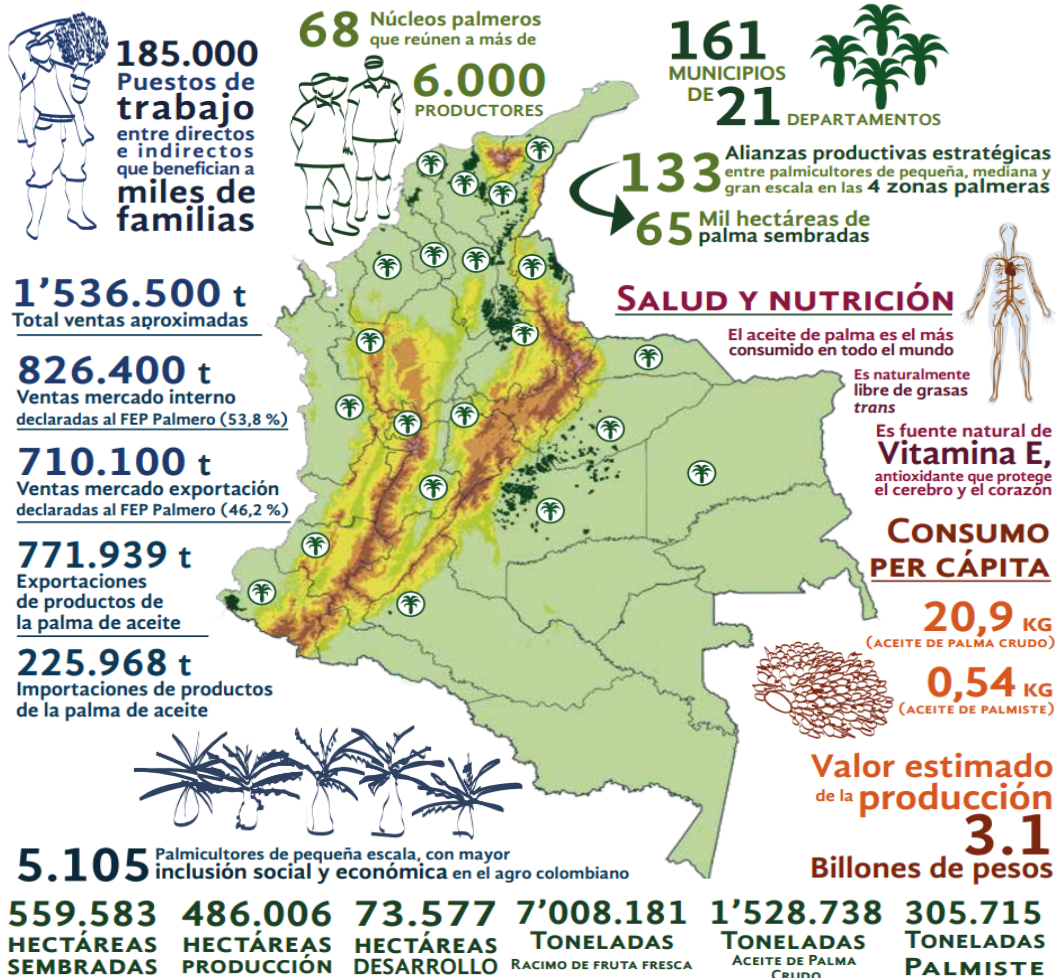 185.000
Puestos de
trabajo
entre directos
e indirectos
que benefician a
miles de
familias
68 Núcleos palmeros
que reúnen a más de
6.000
PRODUCTORES
161
MUNICIPIOS
DE 21 DEPARTAMENTOS
133 Alianzas productivas estratégicas
entre palmicultores de pequeña, mediana y
gran escala en las 4 zonas palmeras
65 Mil hectáreas de
palma sembradas
1’536.500 t
Total ventas aproximadas
826.400 t
Ventas mercado interno
declaradas al FEP Palmero (53,8 %)
710.100 t
Ventas mercado exportación
declaradas al FEP Palmero (46,2 %)
771.939 t
Exportaciones
de productos de
la palma de aceite
225.968 t
Importaciones de productos
de la palma de aceite
SALUD Y NUTRICIÓN
El aceite de palma es el más
consumido en todo el mundo
Es naturalmente
libre de grasas
trans
Es fuente natural de
Vitamina E,
antioxidante que protege
el cerebro y el corazón
CONSUMO
PER CÁPITA
20,9 KG
(ACEITE DE PALMA CRUDO)
0,54 KG
(ACEITE DE PALMISTE)
Valor estimado
de la producción
3.1
Billones de pesos
5.105 Palmicultores de pequeña escala, con mayor
inclusión social y económica en el agro colombiano
559.583
HECTÁREAS
SEMBRADAS
486.006
HECTÁREAS
PRODUCCIÓN
73.577
HECTÁREAS
DESARROLLO
7’008.181
TONELADAS
RACIMO DE FRUTA FRESCA
1’528.738
TONELADAS
ACEITE DE PALMA
CRUDO
305.715
TONELADAS
PALMISTE